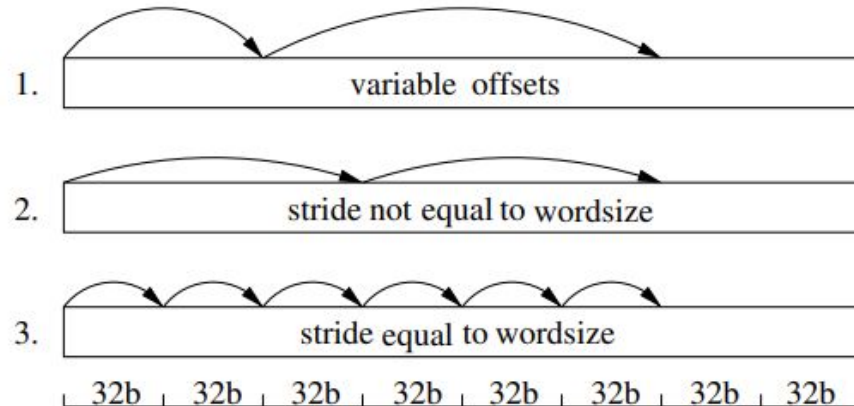 1. variable offsets
2. stride not equal to wordsize
3. stride equal to wordsize
32b 32b 32b 32b 32b 32b 32b 32b